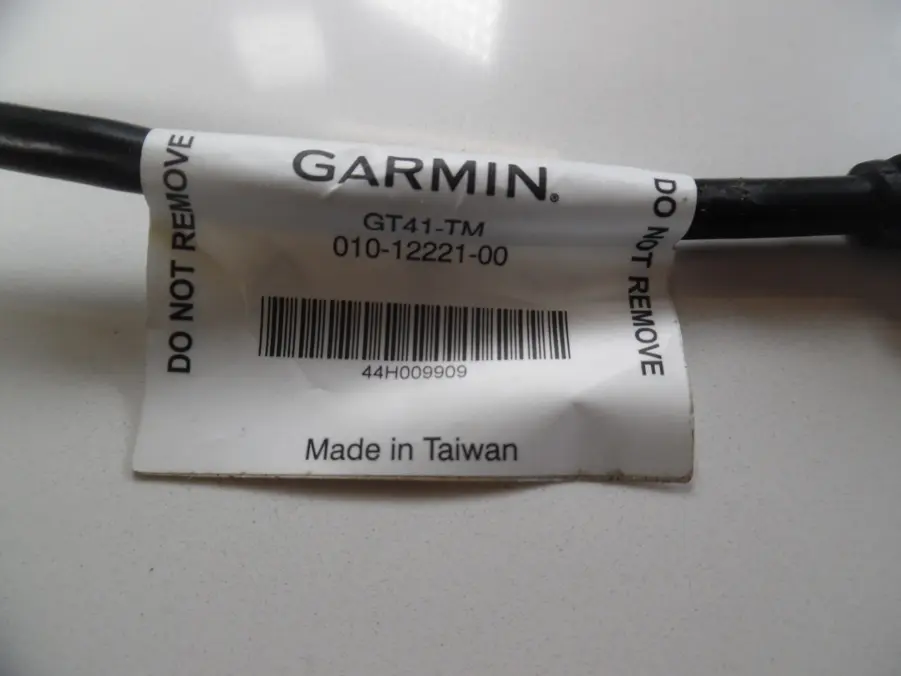 GARMIN®
GT41-TM
010-12221-00
44H009909
Made in Taiwan
DO NOT REMOVE
DO NOT REMOVE